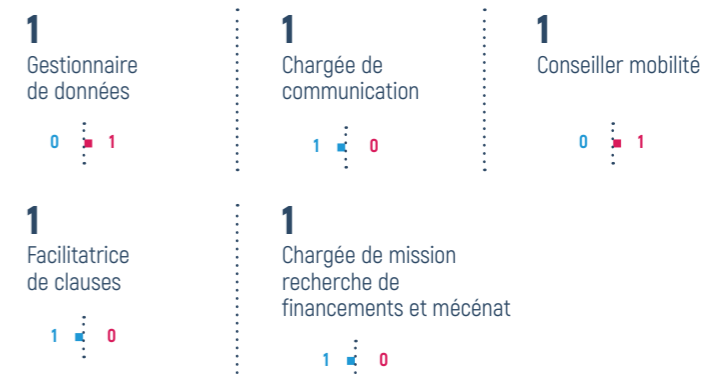 1
Gestionnaire
de données
0 1
1
Chargée de
communication
1 0
1
Conseiller mobilité
0 1
1
Facilitatrice
de clauses
1 0
1
Chargée de mission
recherche de
financements et mécénat
1 0